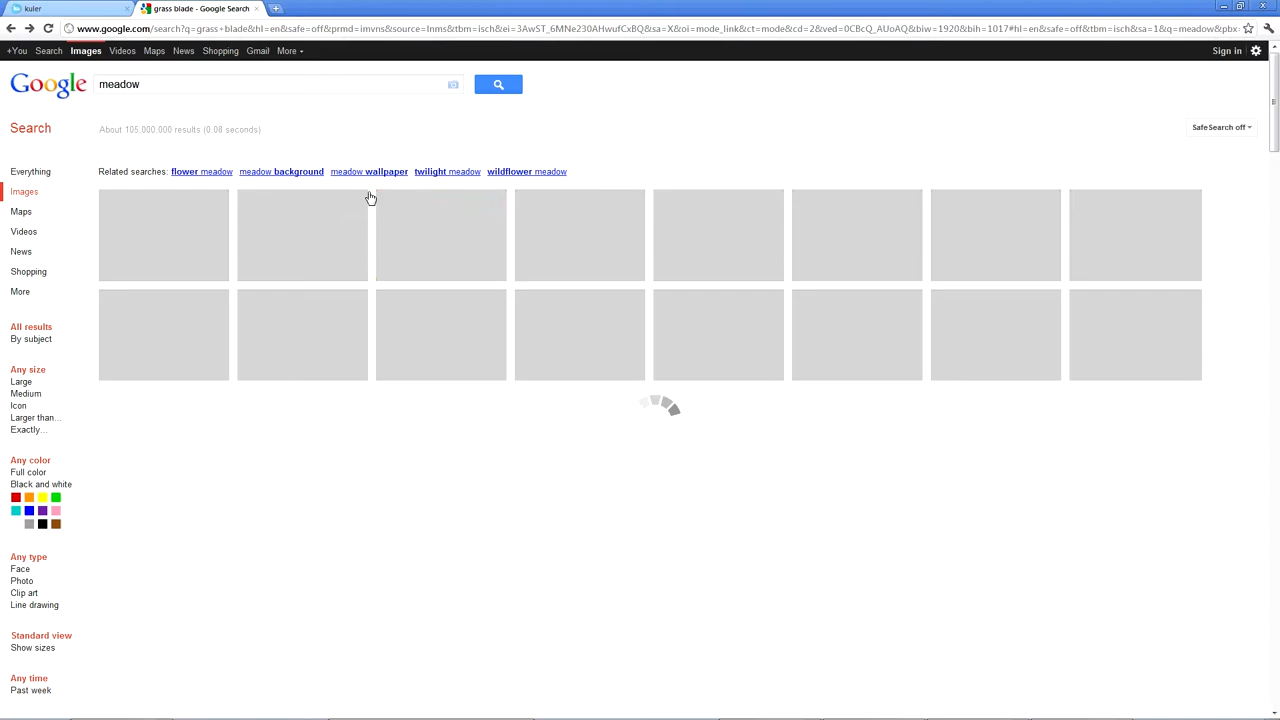 kuler
grass blade - Google Search
www.google.com/search?q=grass+blade&hl=en&safe=off&prmd=imvns&source=lnms&tbm=isch&ei=3AwST_6MNe230AHwufCxBQ&sa=X&oi=mode_link&ct=mode&cd=2&ved=0CBcQ_AUoAQ&biw=1920&bih=1017#hl=en&safe=off&tbm=isch&sa=1&q=meadow&pbx=
+You Search Images Videos Maps News Shopping Gmail More
Sign in
Google meadow
Search About 105,000,000 results (0.08 seconds) SafeSearch off
Everything Related searches: flower meadow meadow background meadow wallpaper twilight meadow wildflower meadow
Images
Maps
Videos
News
Shopping
More
All results
By subject
Any size
Large
Medium
Icon
Larger than...
Exactly...
Any color
Full color
Black and white
Any type
Face
Photo
Clip art
Line drawing
Standard view
Show sizes
Any time
Past week